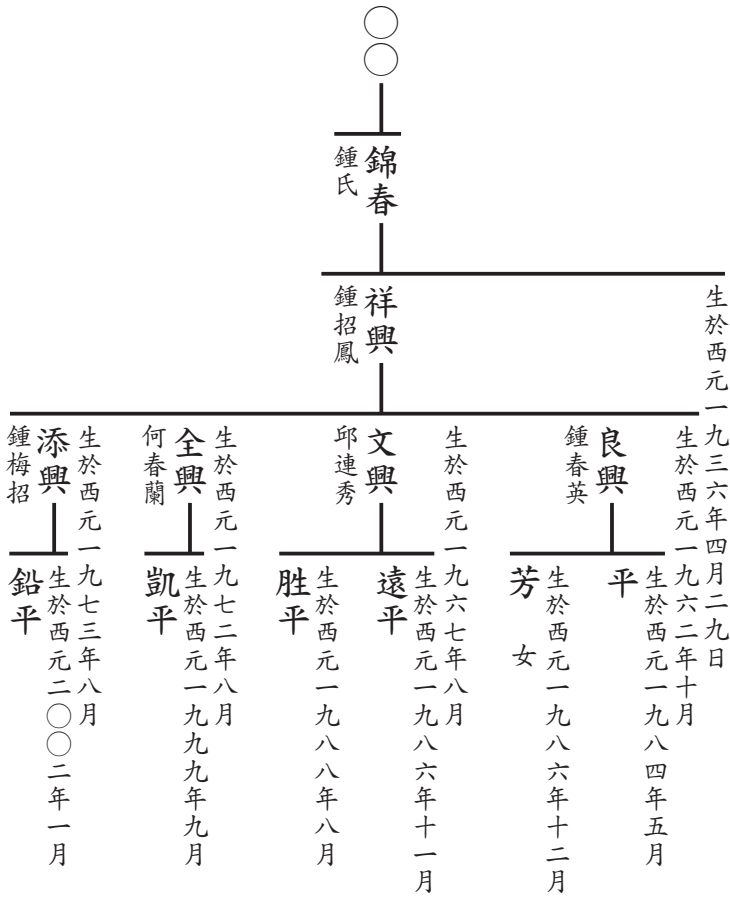 〇〇
錦春
鍾氏
生於西元一九三六年四月二九日
祥興
鍾招鳳
生於西元一九六二年十月
良興
鍾春英
生於西元一九六七年八月
文興
邱連秀
生於西元一九七二年八月
全興
何春蘭
生於西元一九七三年八月
添興
鍾梅招
生於西元一九八四年五月
平
生於西元一九八六年十二月
芳 女
生於西元一九八六年十一月
遠平
生於西元一九八八年八月
胜平
生於西元一九九九年九月
凱平
生於西元二〇〇二年一月
鉛平